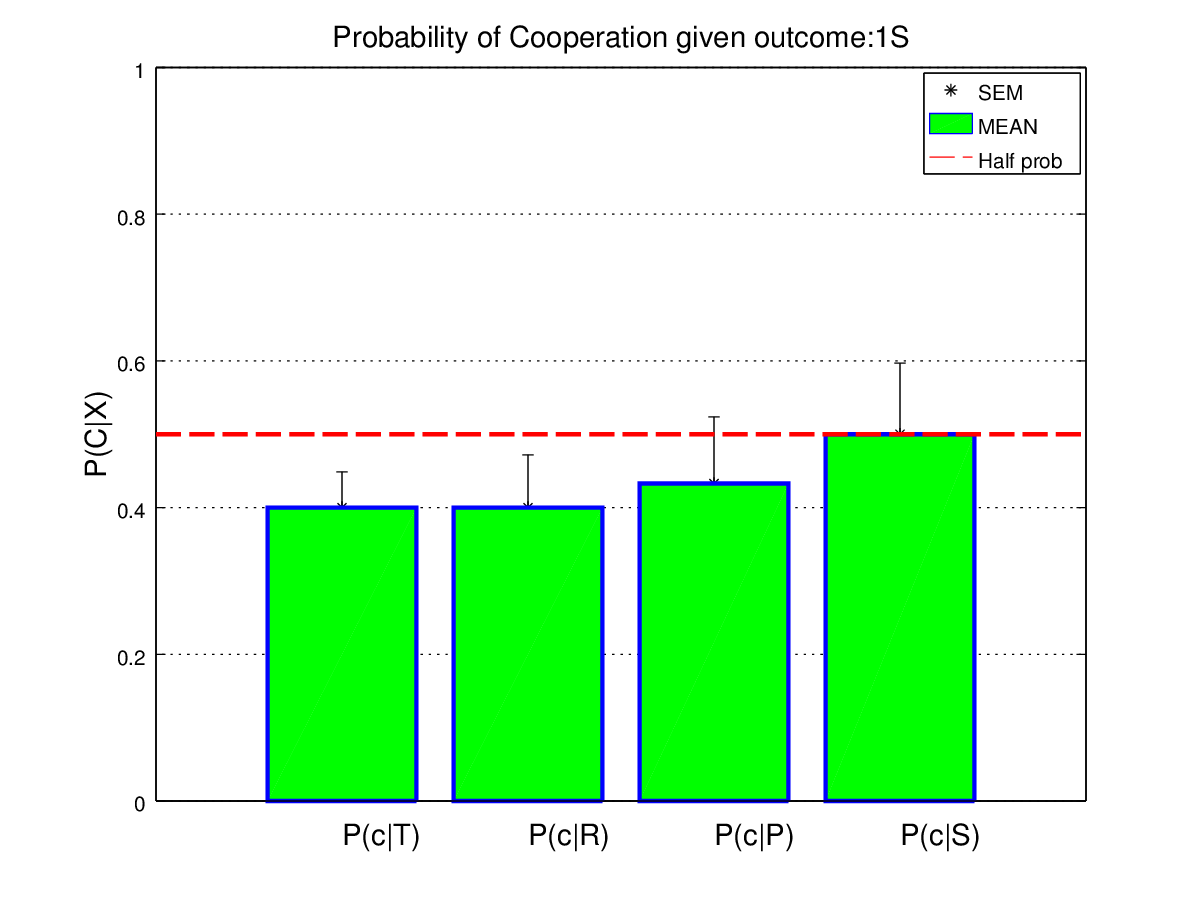 Probability of Cooperation given outcome:1S
SEM
MEAN
Half prob
P(C|X)
1
0.8
0.6
0.4
0.2
0
P(c|T) P(c|R) P(c|P) P(c|S)